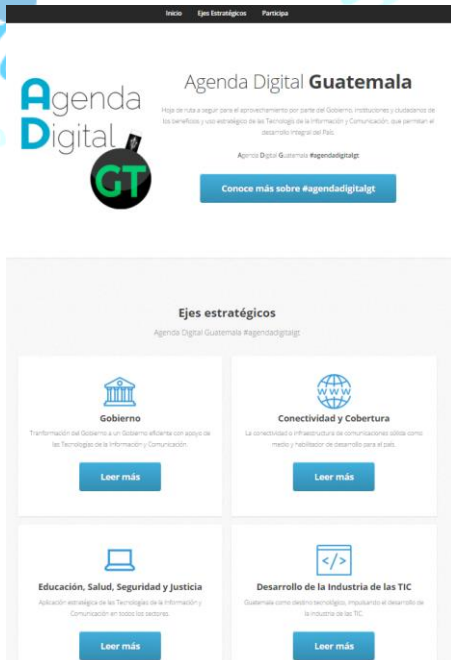 Inicio Ejes Estratégicos Participa
Agenda
Digital
GT
Agenda Digital Guatemala
Hoja de ruta a seguir para el aprovechamiento por parte del Gobierno, instituciones y ciudadanos de
los beneficios y uso estratégico de las Tecnología de la Información y Comunicación, que permitan el
desarrollo integral del País.
Agenda Digital Guatemala #agendadigitalgt
Conoce más sobre #agendadigitalgt
Ejes estratégicos
Agenda Digital Guatemala #agendadigitalgt
Gobierno
Tranformación del Gobierno a un Gobierno eficiente con apoyo de
las Tecnologías de la Información y Comunicación.
Leer más
WWW
Conectividad y Cobertura
La conectividad o infraestructura de comunicaciones sólida como
medio y habilitador de desarrollo para el país.
Leer más
Educación, Salud, Seguridad y Justicia
Aplicación estratégica de las Tecnologías de la Información y
Comunicación en todos los sectores.
Leer más
</>
Desarrollo de la Industria de las TIC
Guatemala como destino tecnológico, impulsando el desarrollo de
la industria de las TIC.
Leer más